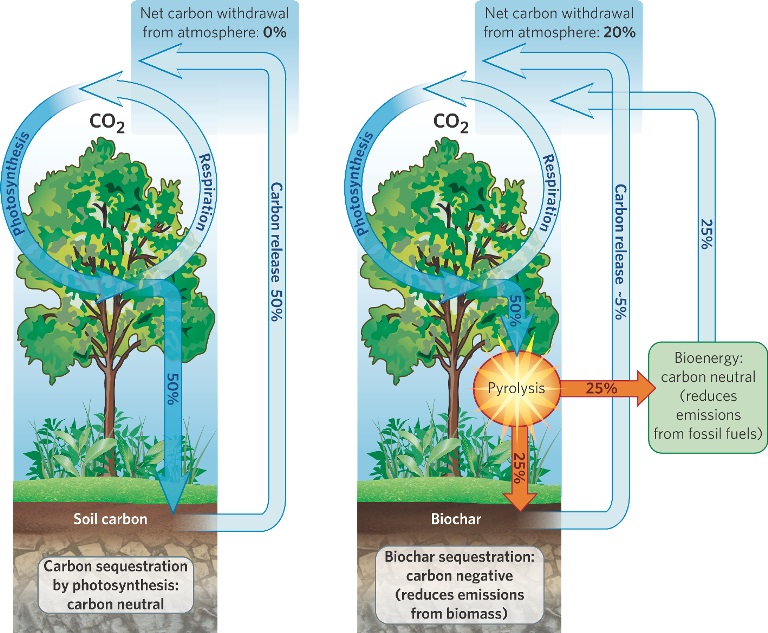 Net carbon withdrawal
from atmosphere: 0%
CO2
Photosynthesis
Respiration
Carbon release 50%
50%
Soil carbon
Carbon sequestration
by photosynthesis:
carbon neutral
Net carbon withdrawal
from atmosphere: 20%
CO2
Photosynthesis
Respiration
Carbon release ~5%
25%
50%
Pyrolysis
25%
Bioenergy:
carbon neutral
(reduces
emissions
from fossil fuels)
25%
Biochar
Biochar sequestration:
carbon negative
(reduces emissions
from biomass)